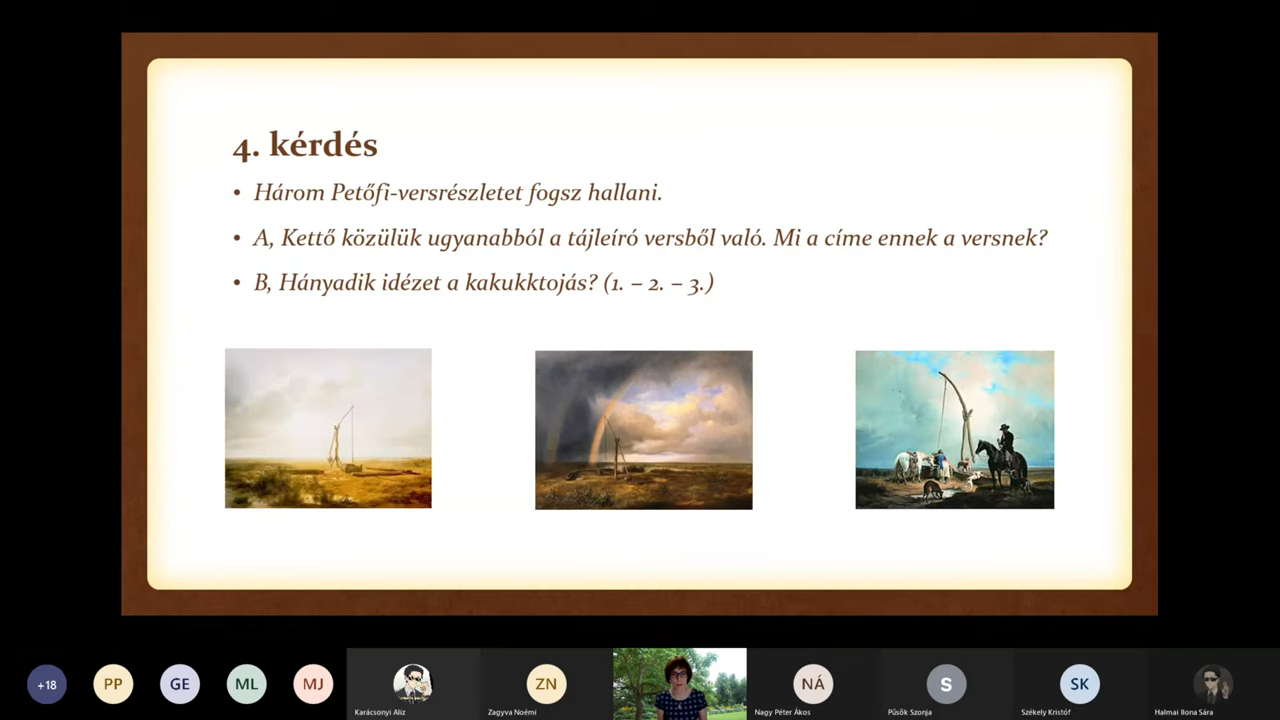 4. kérdés
• Három Petőfi-versrészletet fogsz hallani.
• A, Kettő közülük ugyanabból a tájleíró versből való. Mi a címe ennek a versnek?
• B, Hányadik idézet a kakukktojás? (1. – 2. – 3.)
+18
PP
GE
ML
MJ
Karácsonyi Aliz
ZN
Zagyva Noémi
NÁ
Nagy Péter Ákos
S
Púsők Szonja
SK
Székely Kristóf
Halmai Ilona Sára